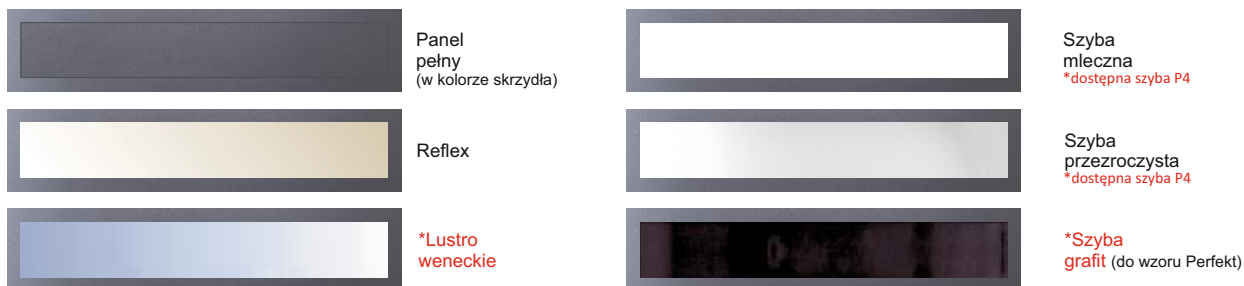 Panel
pełny
(w kolorze skrzydła)
Szyba
mleczna
*dostępna szyba P4
Reflex
Szyba
przezroczysta
*dostępna szyba P4
*Lustro
weneckie
*Szyba
grafit (do wzoru Perfekt)